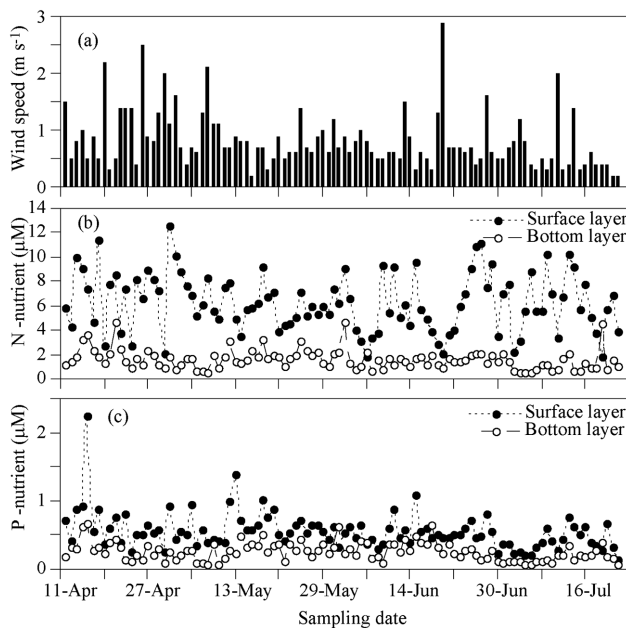 3
2
1
0
Wind speed (m s⁻¹)
(a)
14
12
10
8
6
4
2
0
N -nutrient (μM)
(b)
Surface layer
Bottom layer
2
1
0
P -nutrient (μM)
(c)
Surface layer
Bottom layer
11-Apr 27-Apr 13-May 29-May 14-Jun 30-Jun 16-Jul
Sampling date